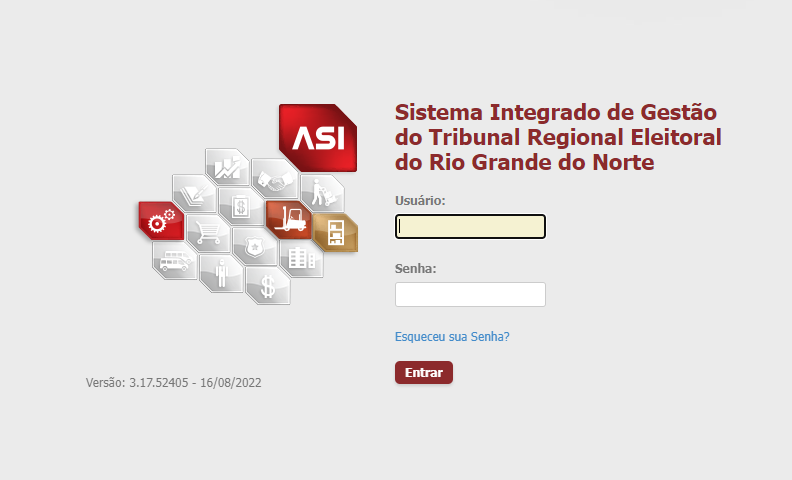 ASI
Sistema Integrado de Gestão
do Tribunal Regional Eleitoral
do Rio Grande do Norte
Usuário:
Senha:
Esqueceu sua Senha?
Entrar
Versão: 3.17.52405 - 16/08/2022